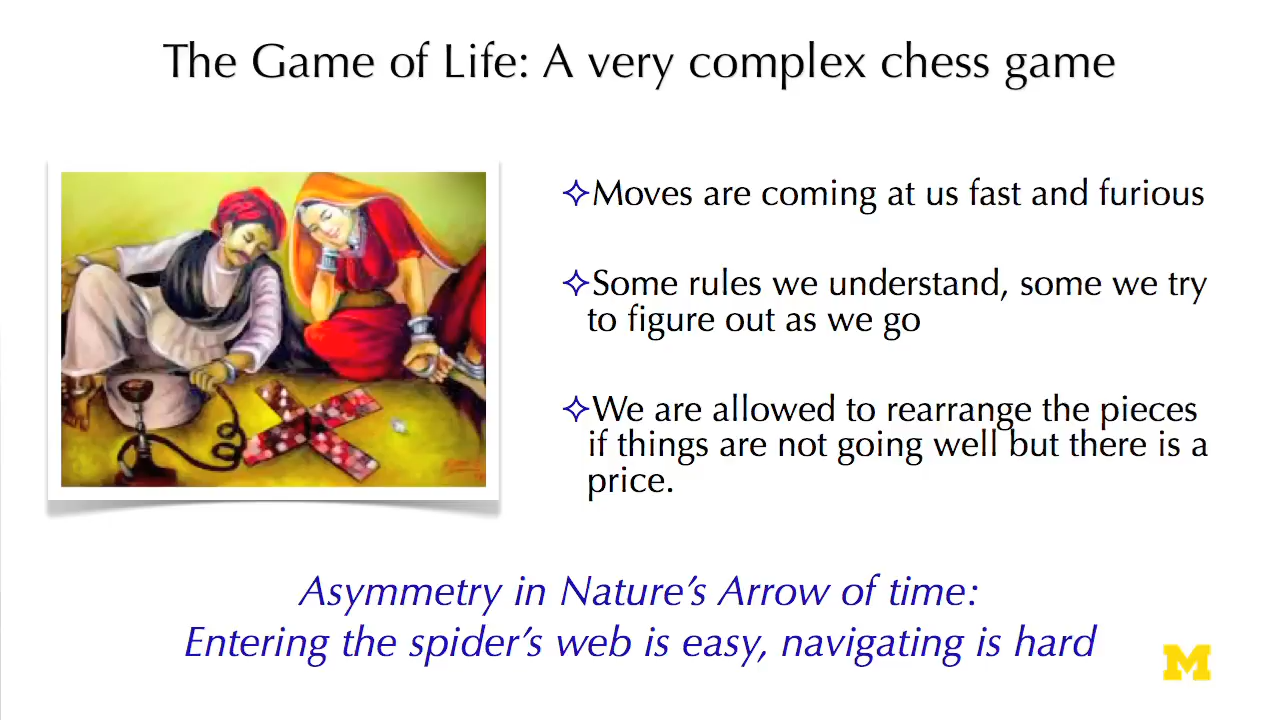 The Game of Life: A very complex chess game
✧Moves are coming at us fast and furious
✧Some rules we understand, some we try
to figure out as we go
✧We are allowed to rearrange the pieces
if things are not going well but there is a
price.
Asymmetry in Nature’s Arrow of time:
Entering the spider’s web is easy, navigating is hard
M